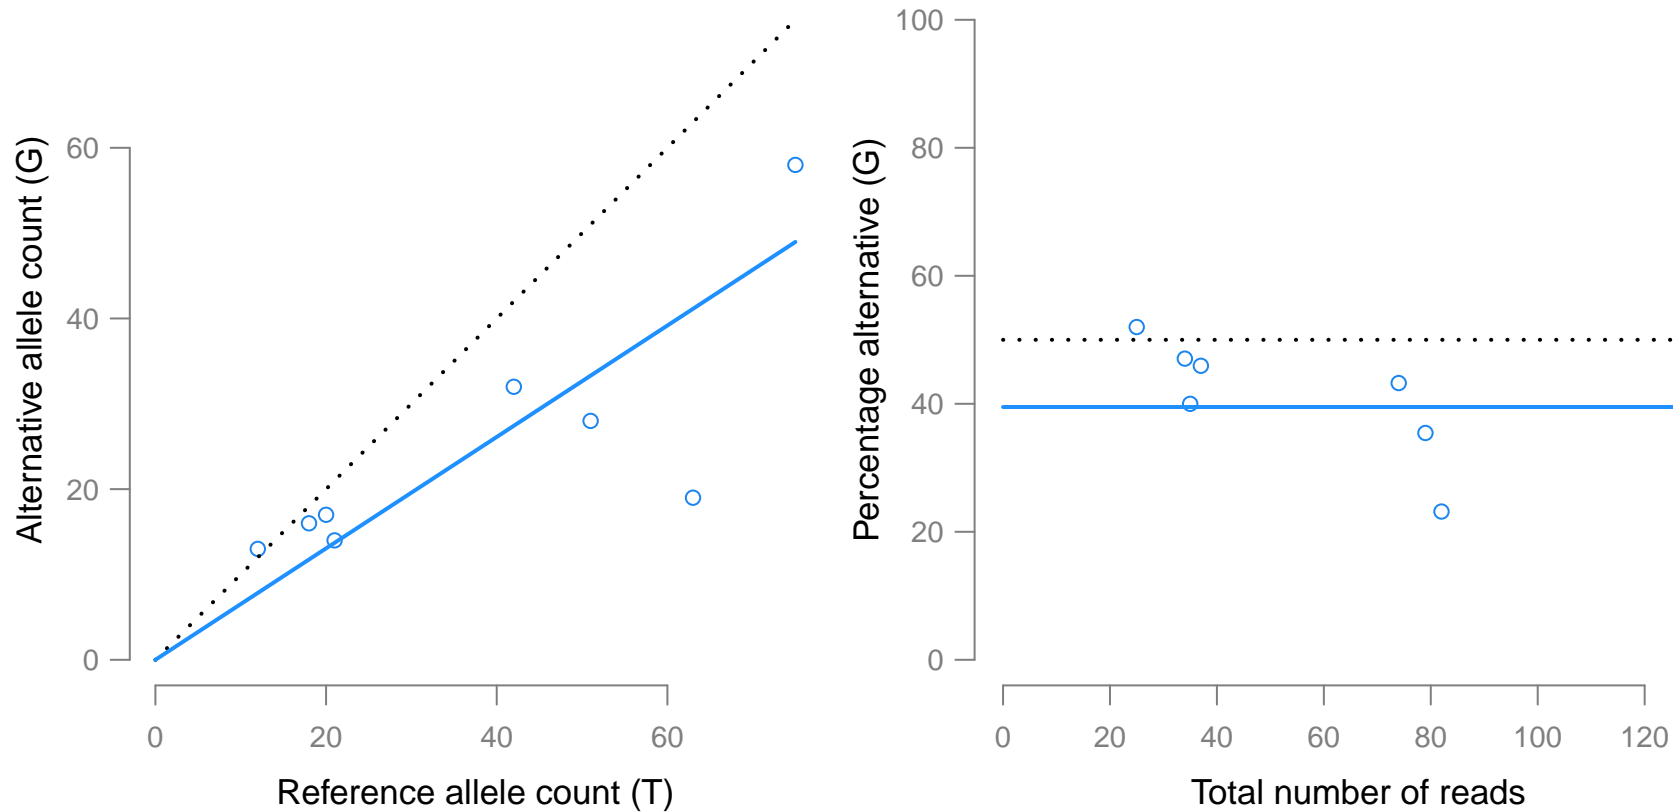 Alternative allele count (G)
60
40
20
0
0 20 40 60
Reference allele count (T)
Percentage alternative (G)
100
80
60
40
20
0
0 20 40 60 80 100 120
Total number of reads